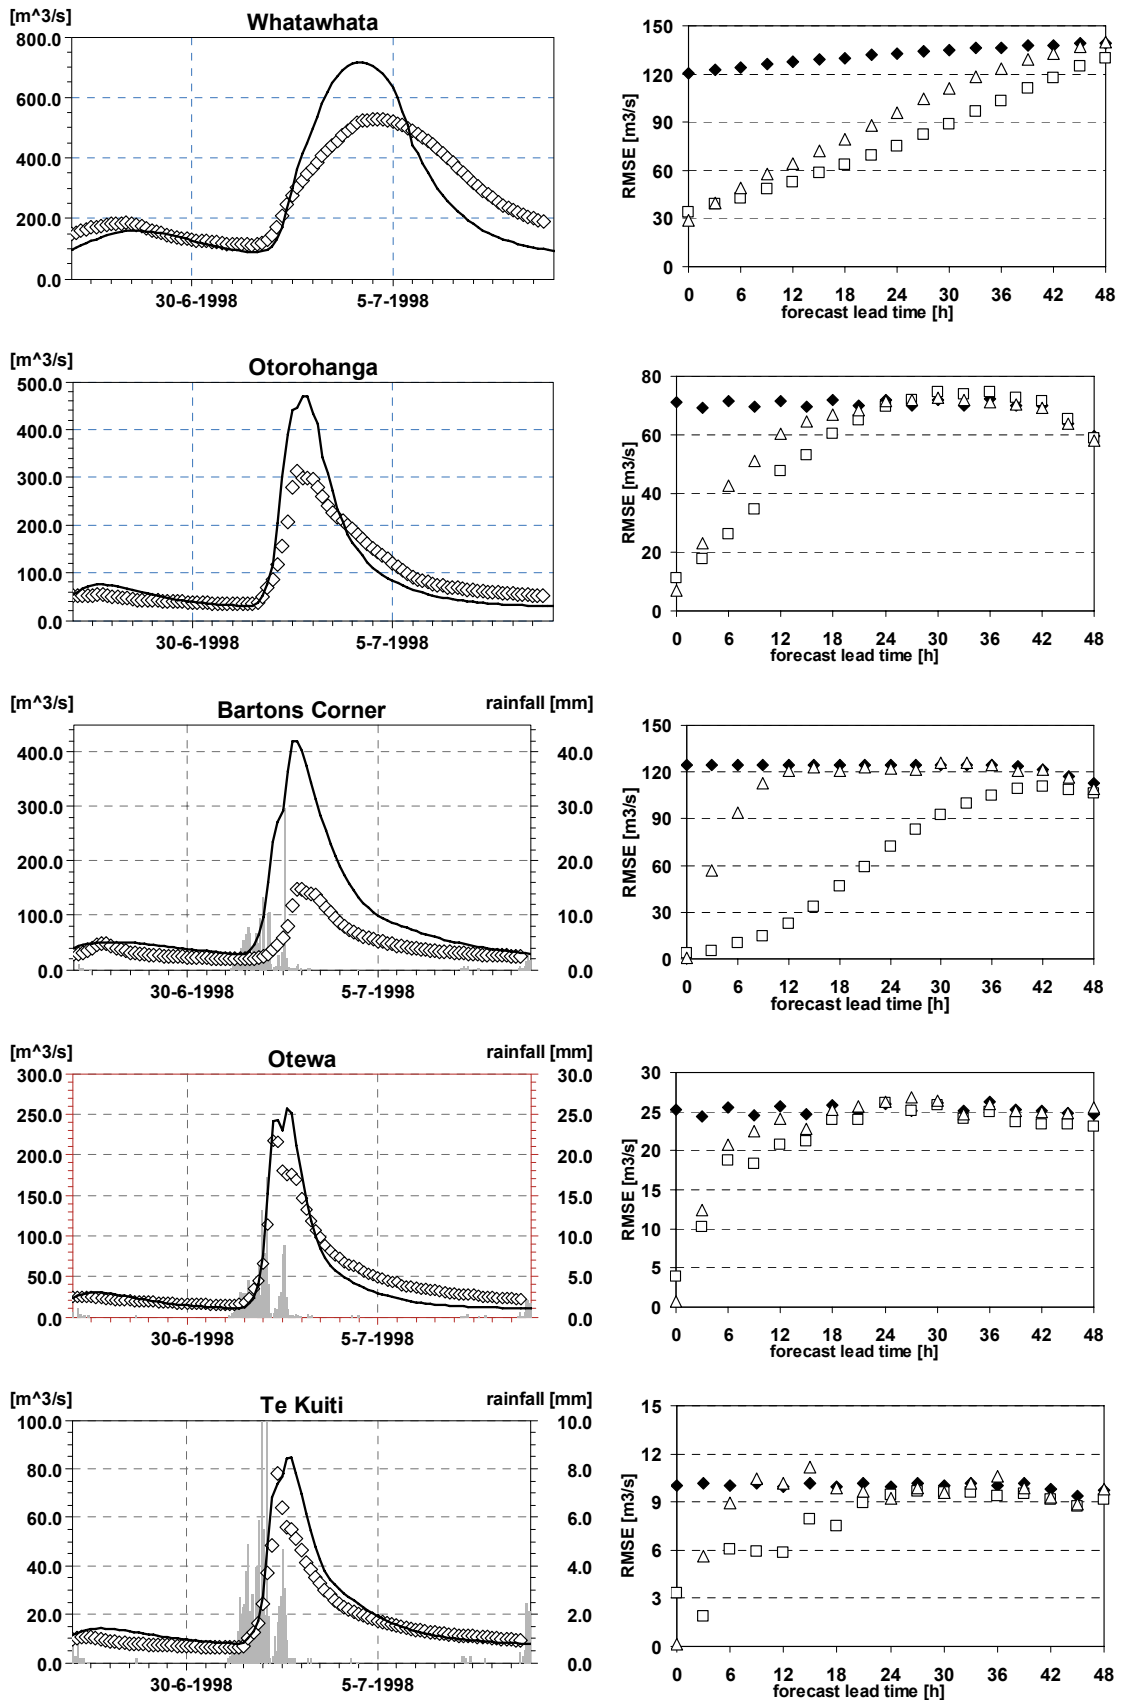 [m^3/s]
Whatawhata
800.0
600.0
400.0
200.0
0.0
30-6-1998 5-7-1998
150
120
90
60
30
0
RMSE [m3/s]
0 6 12 18 24 30 36 42 48
forecast lead time [h]
[m^3/s]
Otorohanga
500.0
400.0
300.0
200.0
100.0
0.0
30-6-1998 5-7-1998
80
60
40
20
0
RMSE [m3/s]
0 6 12 18 24 30 36 42 48
forecast lead time [h]
[m^3/s] rainfall [mm]
Bartons Corner
400.0 40.0
300.0 30.0
200.0 20.0
100.0 10.0
0.0 0.0
30-6-1998 5-7-1998
150
120
90
60
30
0
RMSE [m3/s]
0 6 12 18 24 30 36 42 48
forecast lead time [h]
[m^3/s] rainfall [mm]
Otewa
300.0 30.0
250.0 25.0
200.0 20.0
150.0 15.0
100.0 10.0
50.0 5.0
0.0 0.0
30-6-1998 5-7-1998
30
25
20
15
10
5
0
RMSE [m3/s]
0 6 12 18 24 30 36 42 48
forecast lead time [h]
[m^3/s] rainfall [mm]
Te Kuiti
100.0 10.0
80.0 8.0
60.0 6.0
40.0 4.0
20.0 2.0
0.0 0.0
30-6-1998 5-7-1998
15
12
9
6
3
0
RMSE [m3/s]
0 6 12 18 24 30 36 42 48
forecast lead time [h]